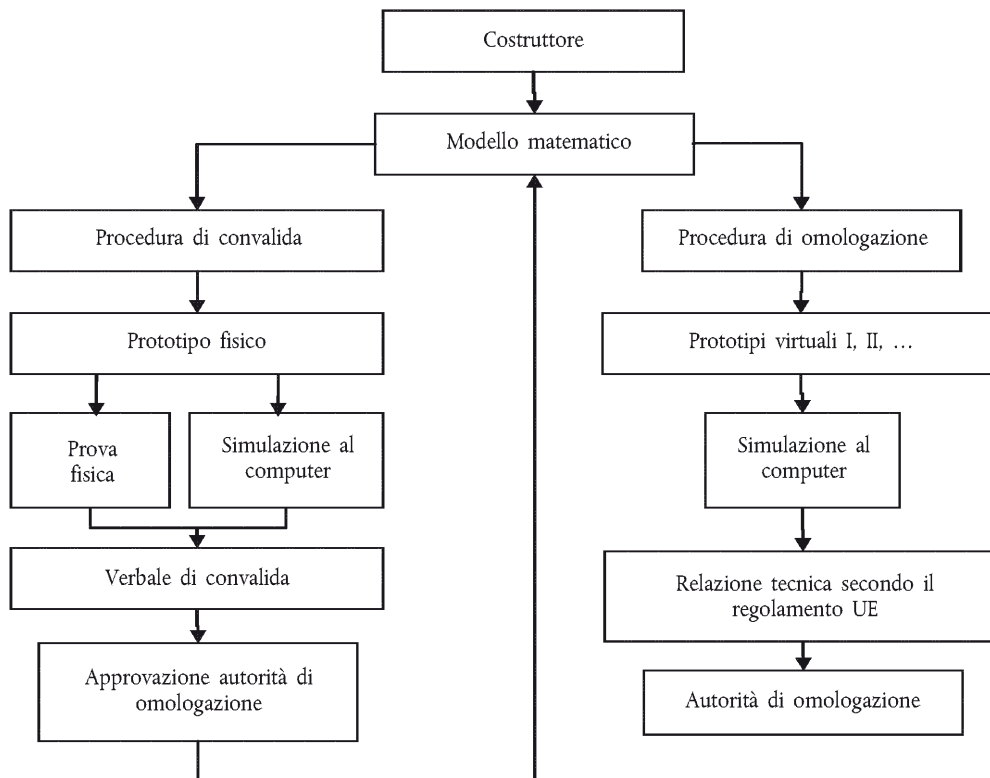 Costruttore
Modello matematico
Procedura di convalida
Procedura di omologazione
Prototipo fisico
Prototipi virtuali I, II, …
Prova
fisica
Simulazione al
computer
Simulazione al
computer
Verbale di convalida
Relazione tecnica secondo il
regolamento UE
Approvazione autorità di
omologazione
Autorità di omologazione